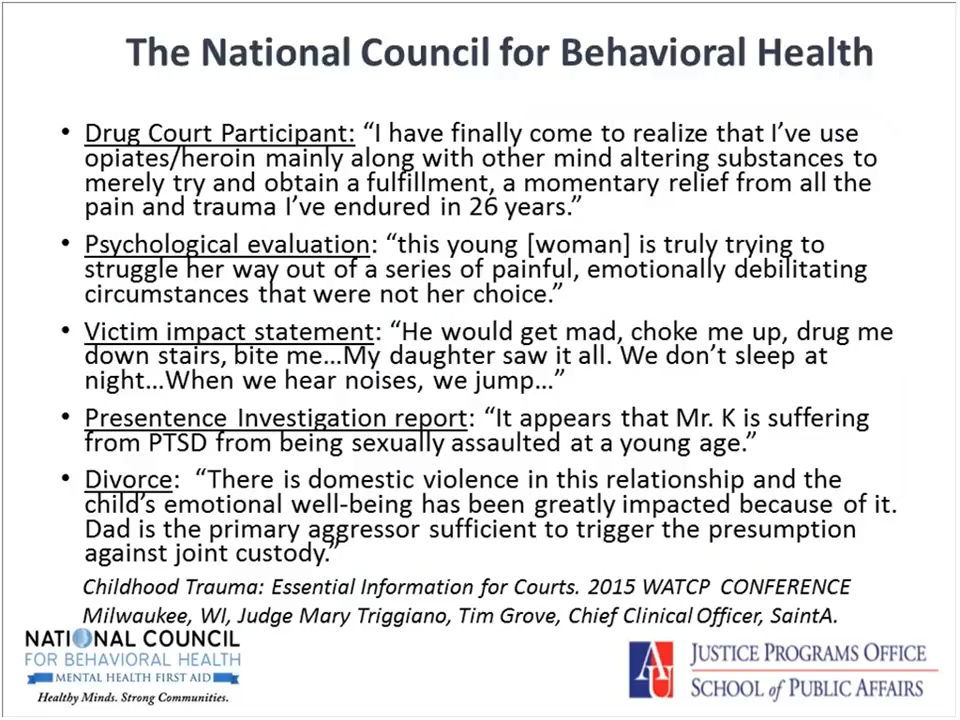 The National Council for Behavioral Health
• Drug Court Participant: “I have finally come to realize that I’ve use
opiates/heroin mainly along with other mind altering substances to
merely try and obtain a fulfillment, a momentary relief from all the
pain and trauma I’ve endured in 26 years.”
• Psychological evaluation: “this young [woman] is truly trying to
struggle her way out of a series of painful, emotionally debilitating
circumstances that were not her choice.”
• Victim impact statement: “He would get mad, choke me up, drug me
down stairs, bite me…My daughter saw it all. We don’t sleep at
night…When we hear noises, we jump…”
• Presentence Investigation report: “It appears that Mr. K is suffering
from PTSD from being sexually assaulted at a young age.”
• Divorce: “There is domestic violence in this relationship and the
child’s emotional well-being has been greatly impacted because of it.
Dad is the primary aggressor sufficient to trigger the presumption
against joint custody.”
Childhood Trauma: Essential Information for Courts. 2015 WATCP CONFERENCE
Milwaukee, WI, Judge Mary Triggiano, Tim Grove, Chief Clinical Officer, SaintA.
NATIONAL COUNCIL
FOR BEHAVIORAL HEALTH
MENTAL HEALTH FIRST AID
Healthy Minds. Strong Communities.
AU
JUSTICE PROGRAMS OFFICE
SCHOOL of PUBLIC AFFAIRS